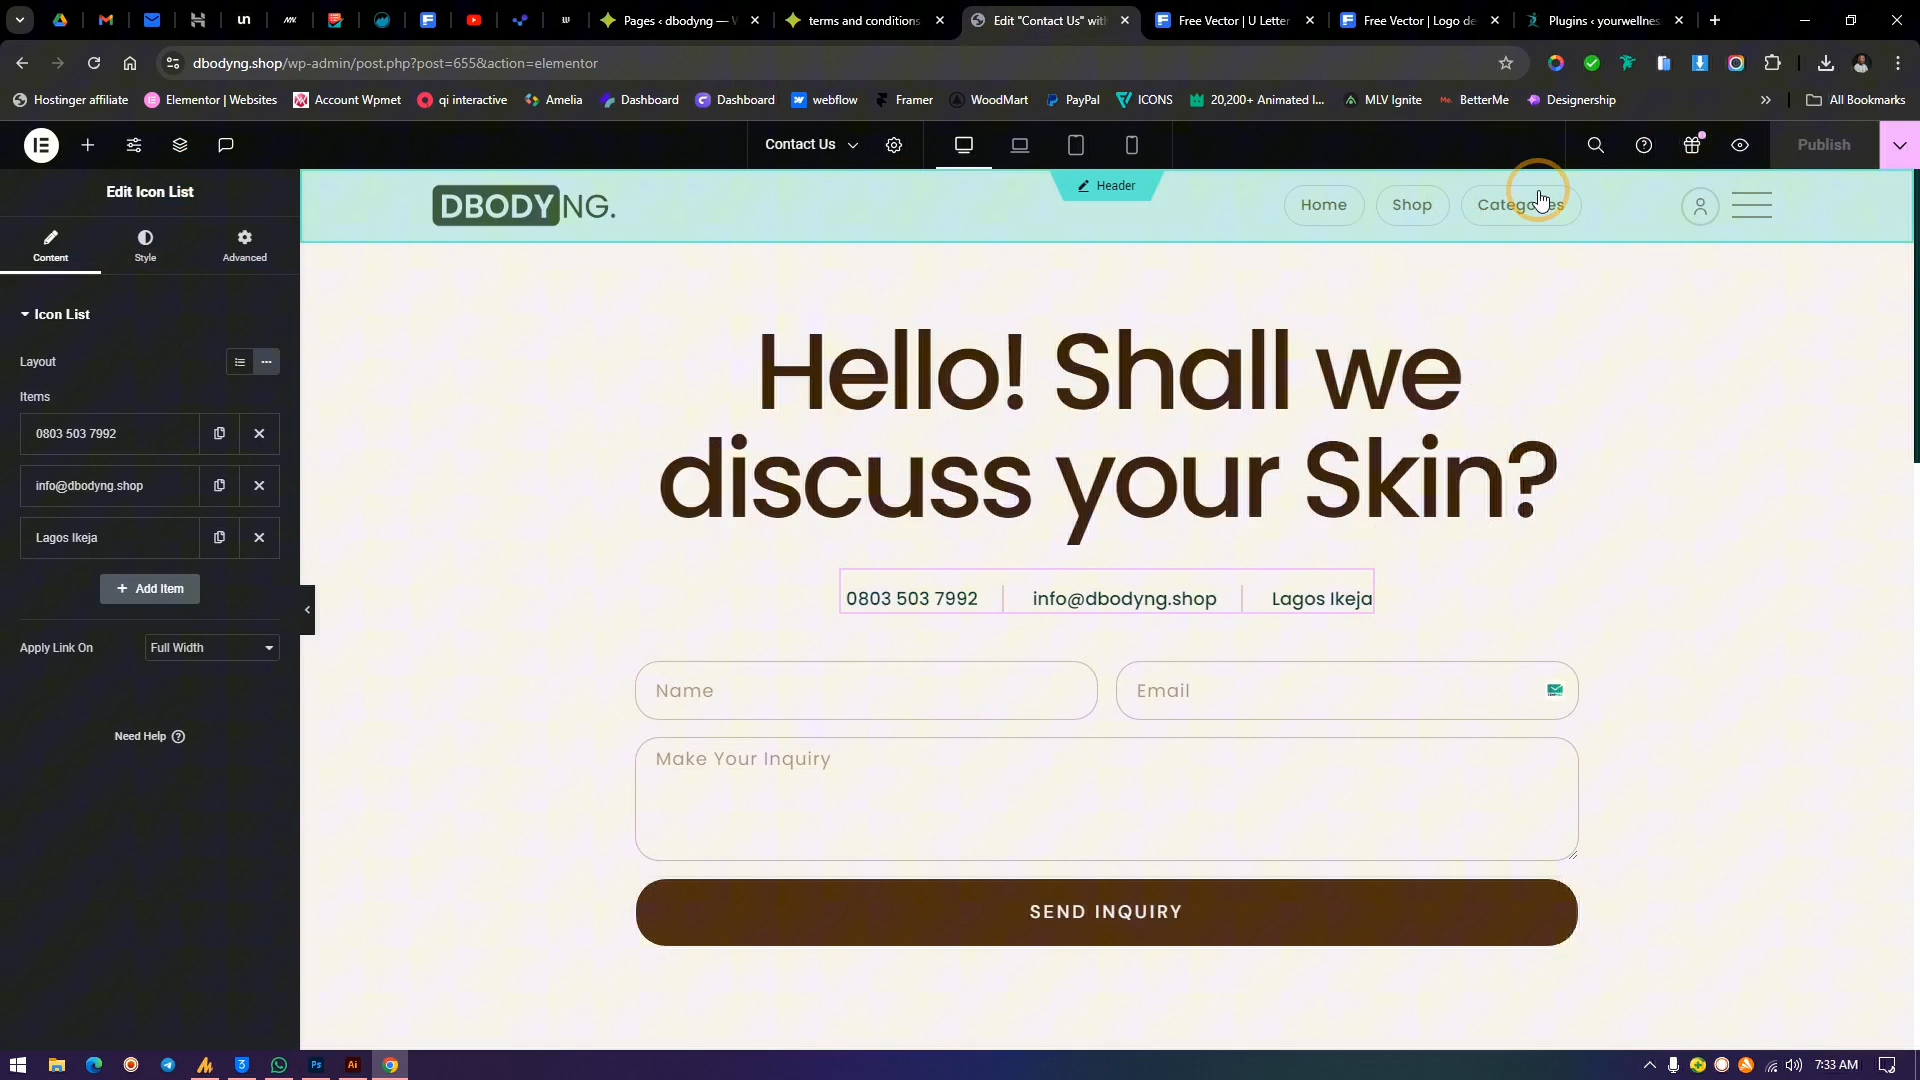 Pages ‹ dbodyng — W
terms and conditions
Edit "Contact Us" with
Free Vector | U Letter
Free Vector | Logo de
Plugins ‹ yourwellnes
dbodyng.shop/wp-admin/post.php?post=655&action=elementor
Hostinger affiliate
Elementor | Websites
Account Wpmet
qi interactive
Amelia
Dashboard
Dashboard
webflow
Framer
WoodMart
PayPal
ICONS
20,200+ Animated I...
MLV Ignite
BetterMe
Designership
All Bookmarks
Contact Us
Publish
Edit Icon List
Content
Style
Advanced
Icon List
Layout
Items
0803 503 7992
info@dbodyng.shop
Lagos Ikeja
+ Add Item
Apply Link On
Full Width
Need Help
DBODYNG.
Header
Home
Shop
Categories
Hello! Shall we
discuss your Skin?
0803 503 7992
info@dbodyng.shop
Lagos Ikeja
Name
Email
Make Your Inquiry
SEND INQUIRY
7:33 AM